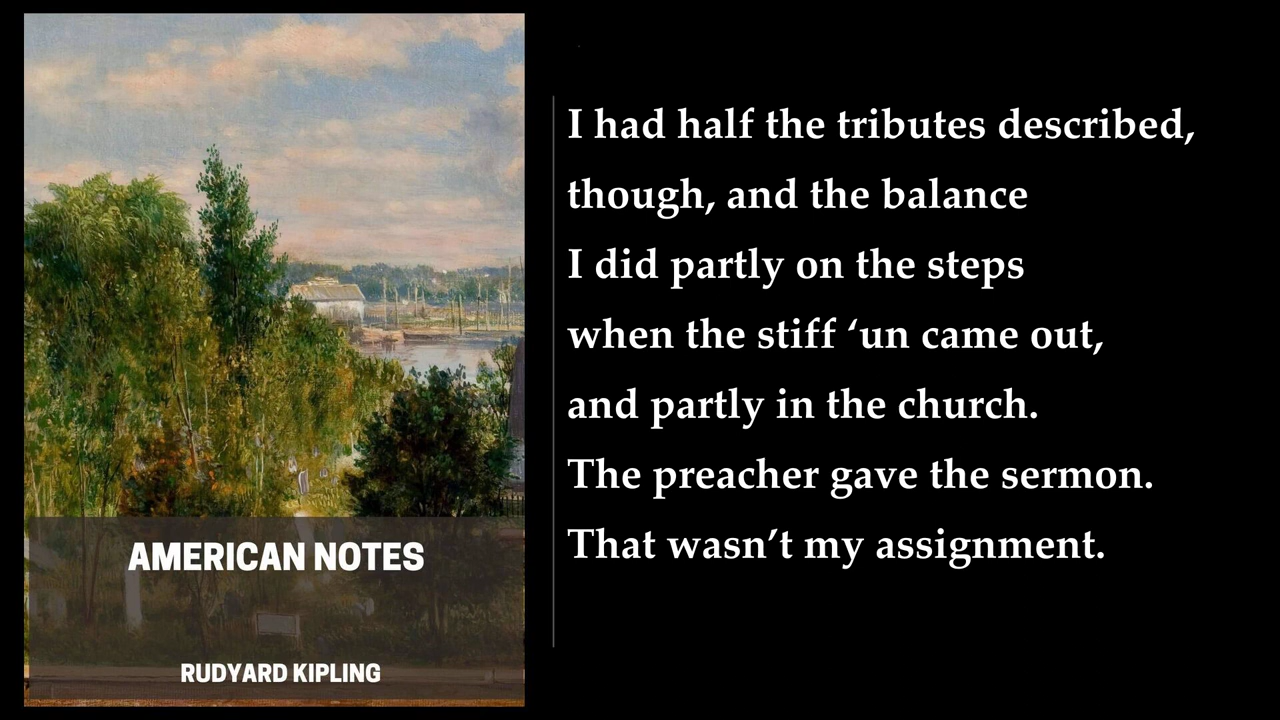 I had half the tributes described,
though, and the balance
I did partly on the steps
when the stiff ‘un came out,
and partly in the church.
The preacher gave the sermon.
That wasn’t my assignment.
AMERICAN NOTES
RUDYARD KIPLING